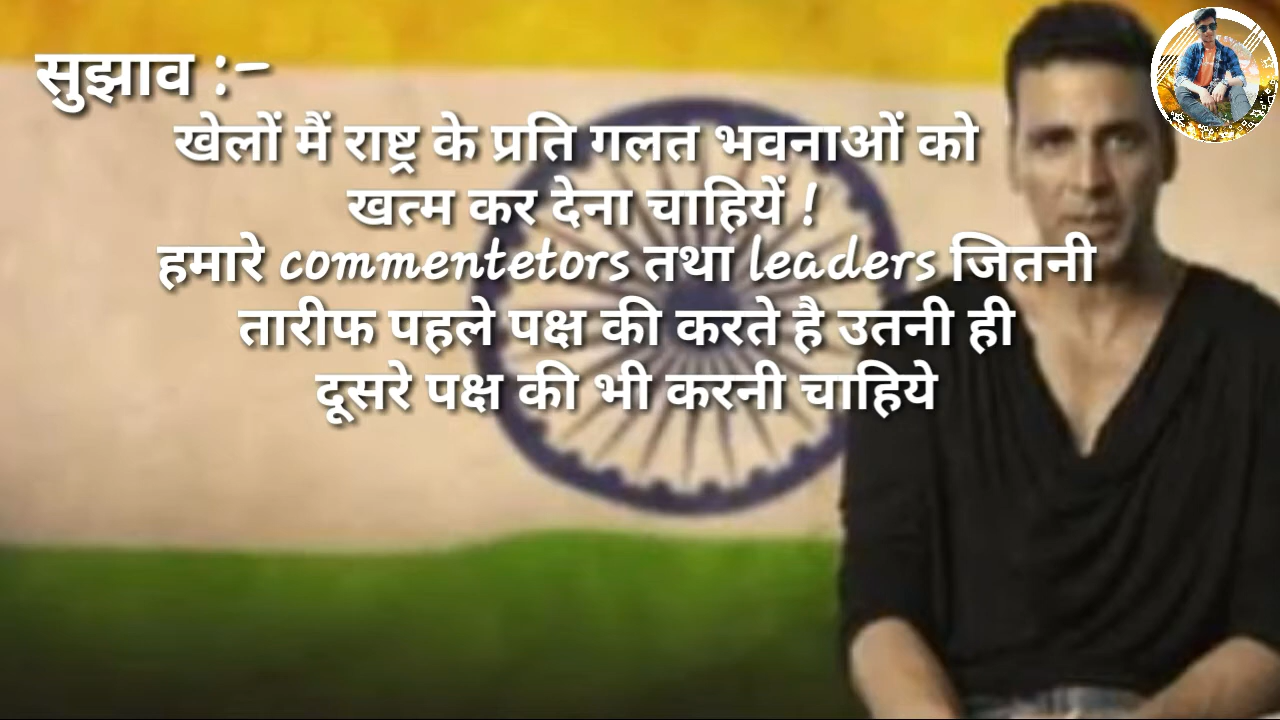 सुझाव :-
खेलों मैं राष्ट्र के प्रति गलत भवनाओं को
खत्म कर देना चाहियें !
हमारे commentetors तथा leaders जितनी
तारीफ पहले पक्ष की करते है उतनी ही
दूसरे पक्ष की भी करनी चाहिये